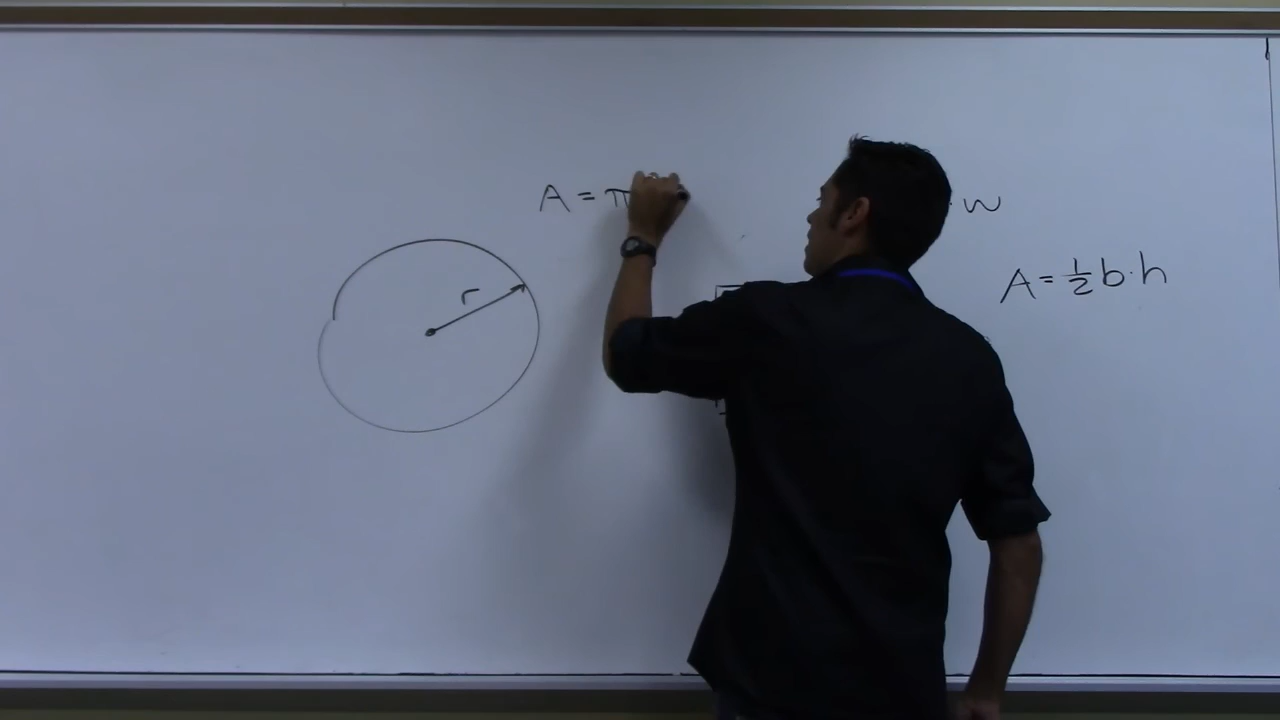 A = π
· w
r
A = ½ b · h